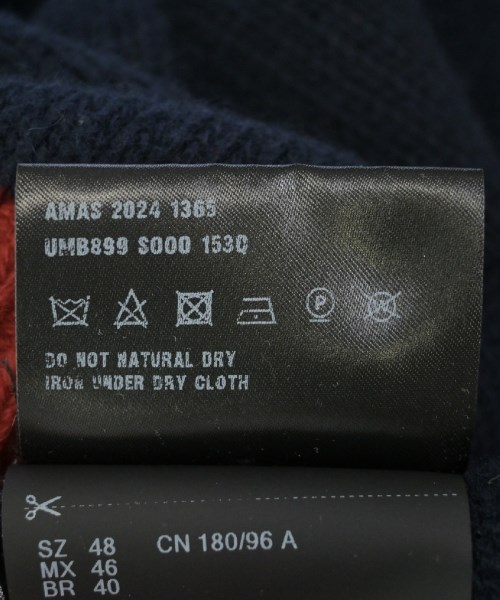 AMAS 2024 1365
UMB899 S000 153Q
P
DO NOT NATURAL DRY
IRON UNDER DRY CLOTH
SZ 48 CN 180/96 A
MX 46
BR 40